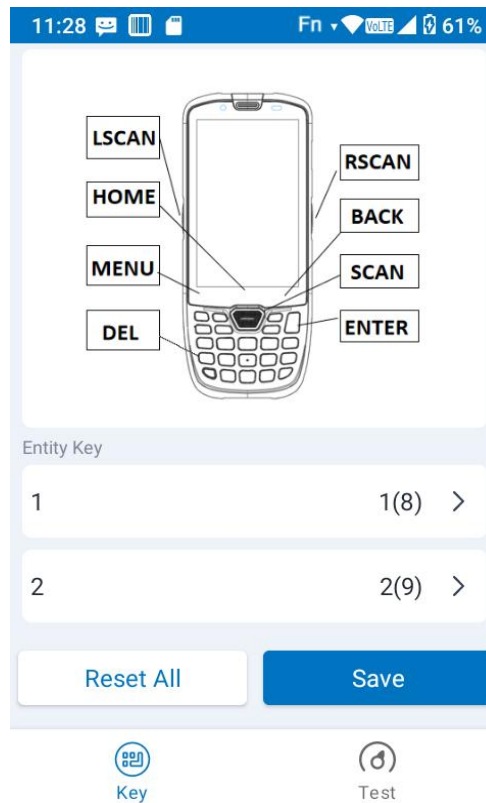 11:28 Fn VoLTE 61%
LSCAN
RSCAN
HOME
BACK
MENU
SCAN
DEL
ENTER
Entity Key
1 1(8)
2 2(9)
Reset All Save
Key Test